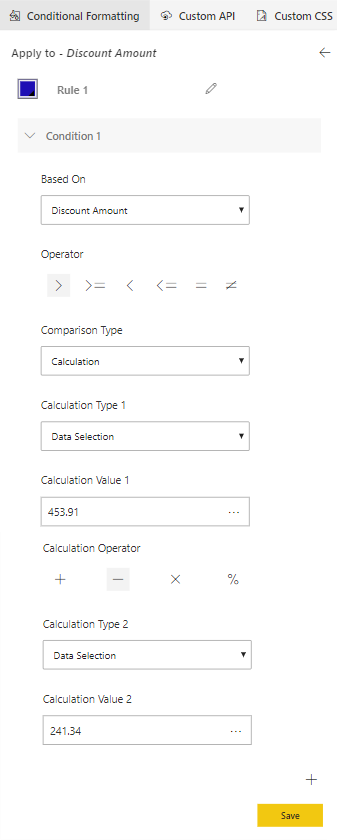 Conditional Formatting Custom API Custom CSS
Apply to - Discount Amount
Rule 1
Condition 1
Based On
Discount Amount
Operator
> >= < <= = ≠
Comparison Type
Calculation
Calculation Type 1
Data Selection
Calculation Value 1
453.91 ...
Calculation Operator
+ − × %
Calculation Type 2
Data Selection
Calculation Value 2
241.34 ...
+
Save